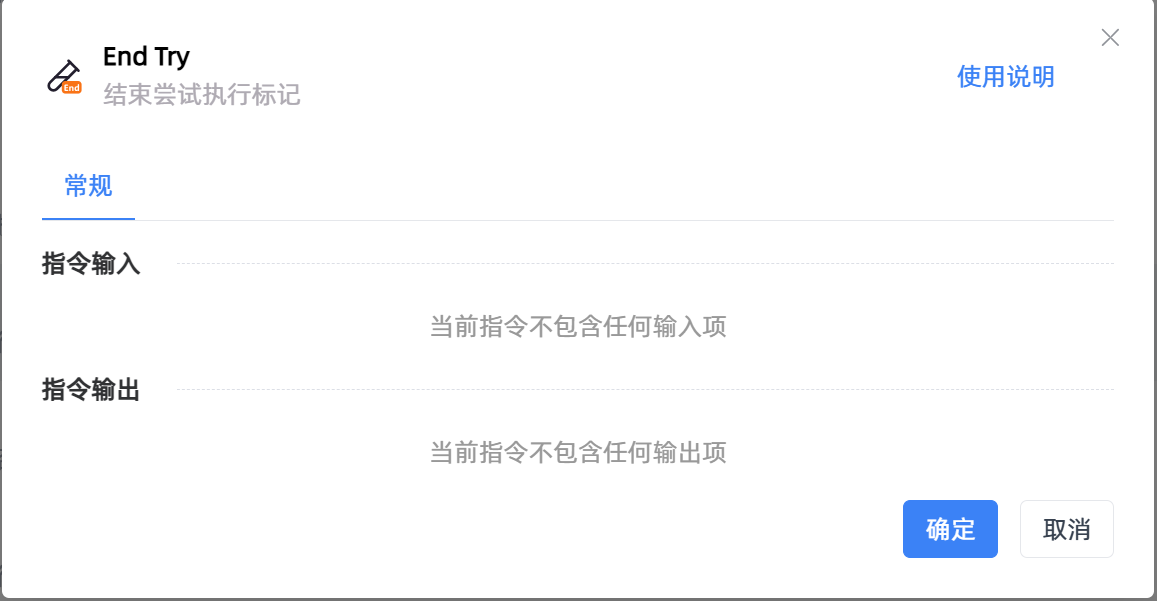 End Try
结束尝试执行标记
End
使用说明
常规
指令输入
当前指令不包含任何输入项
指令输出
当前指令不包含任何输出项
确定
取消